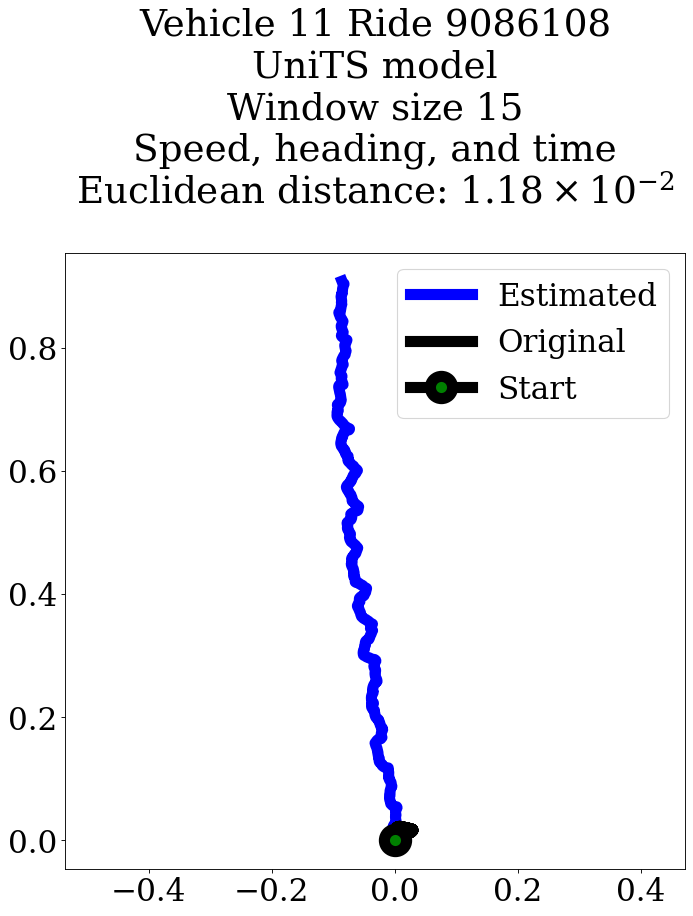 Vehicle 11 Ride 9086108
UniTS model
Window size 15
Speed, heading, and time
Euclidean distance: 1.18 × 10⁻²
Estimated
Original
Start
0.8
0.6
0.4
0.2
0.0
−0.4 −0.2 0.0 0.2 0.4